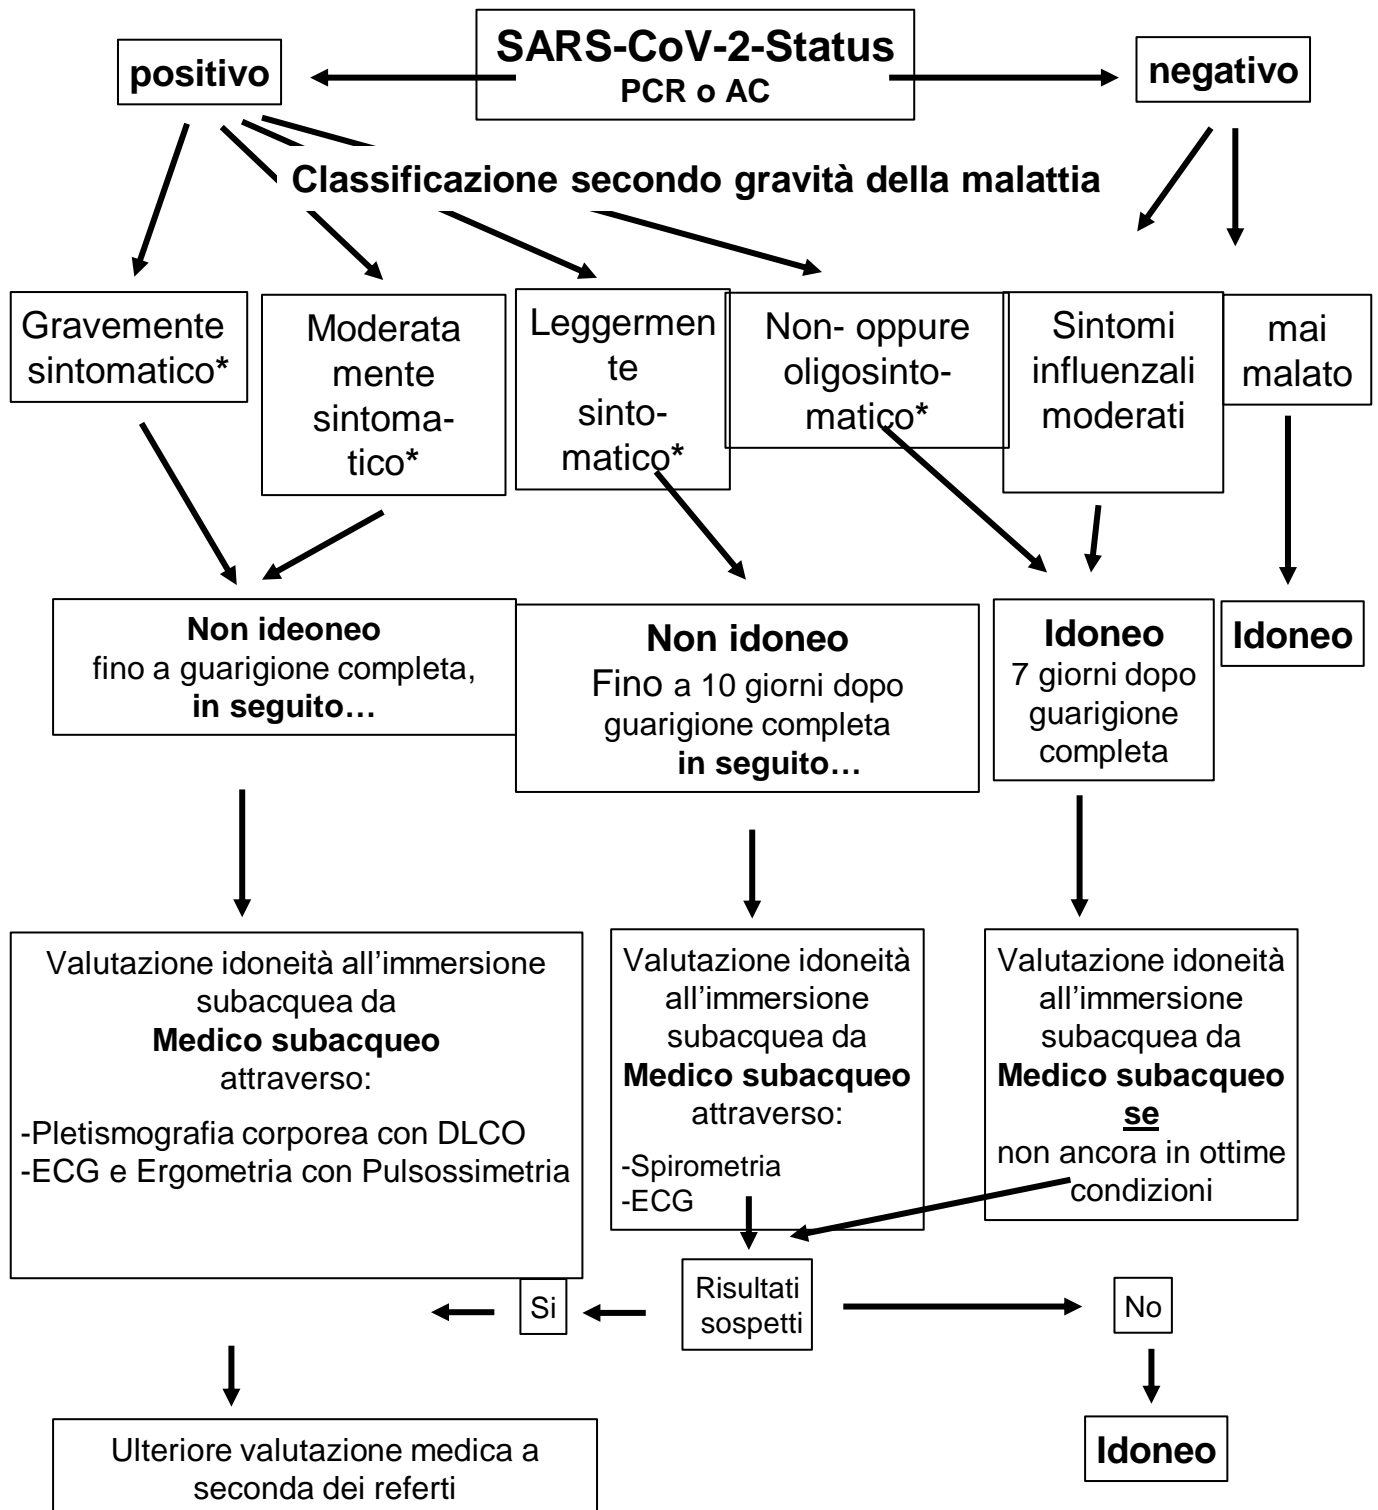 SARS-CoV-2-Status
PCR o AC
positivo
negativo
Classificazione secondo gravità della malattia
Gravemente
sintomatico*
Moderata
mente
sintoma-
tico*
Leggermen
te
sinto-
matico*
Non- oppure
oligosinto-
matico*
Sintomi
influenzali
moderati
mai
malato
Non ideoneo
fino a guarigione completa,
in seguito…
Non idoneo
Fino a 10 giorni dopo
guarigione completa
in seguito…
Idoneo
7 giorni dopo
guarigione
completa
Idoneo
Valutazione idoneità all’immersione
subacquea da
Medico subacqueo
attraverso:
-Pletismografia corporea con DLCO
-ECG e Ergometria con Pulsossimetria
Valutazione idoneità
all’immersione
subacquea da
Medico subacqueo
attraverso:
-Spirometria
-ECG
Valutazione idoneità
all’immersione
subacquea da
Medico subacqueo
se
non ancora in ottime
condizioni
Si
Risultati
sospetti
No
Ulteriore valutazione medica a
seconda dei referti
Idoneo